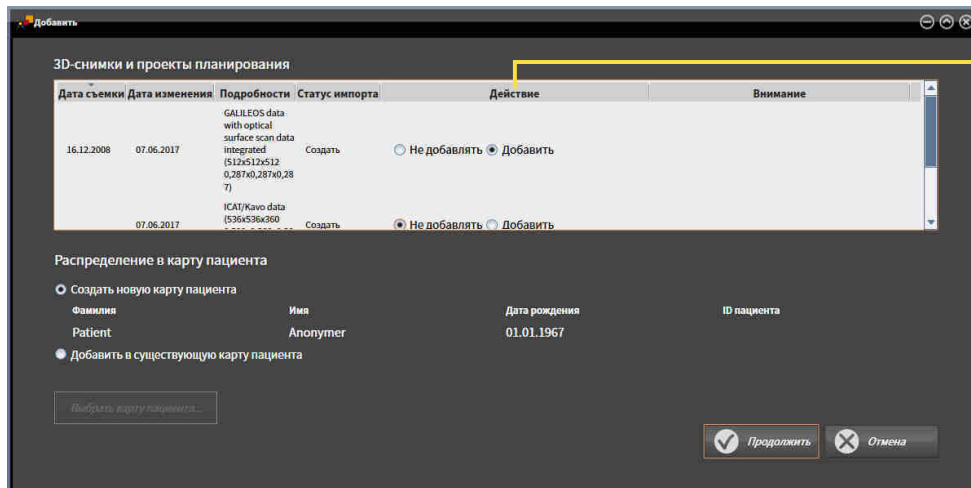 Добавить
3D-снимки и проекты планирования
Дата съемки Дата изменения Подробности Статус импорта Действие Внимание
GALILEOS data
with optical
surface scan data
integrated
(512x512x512
0,287x0,287x0,28
7)
16.12.2008 07.06.2017 Создать Не добавлять Добавить
ICAT/Kavo data
(536x536x360
07.06.2017 Создать Не добавлять Добавить
Распределение в карту пациента
Создать новую карту пациента
Фамилия Имя Дата рождения ID пациента
Patient Anonymer 01.01.1967
Добавить в существующую карту пациента
Выбрать карту пациента...
Продолжить Отмена